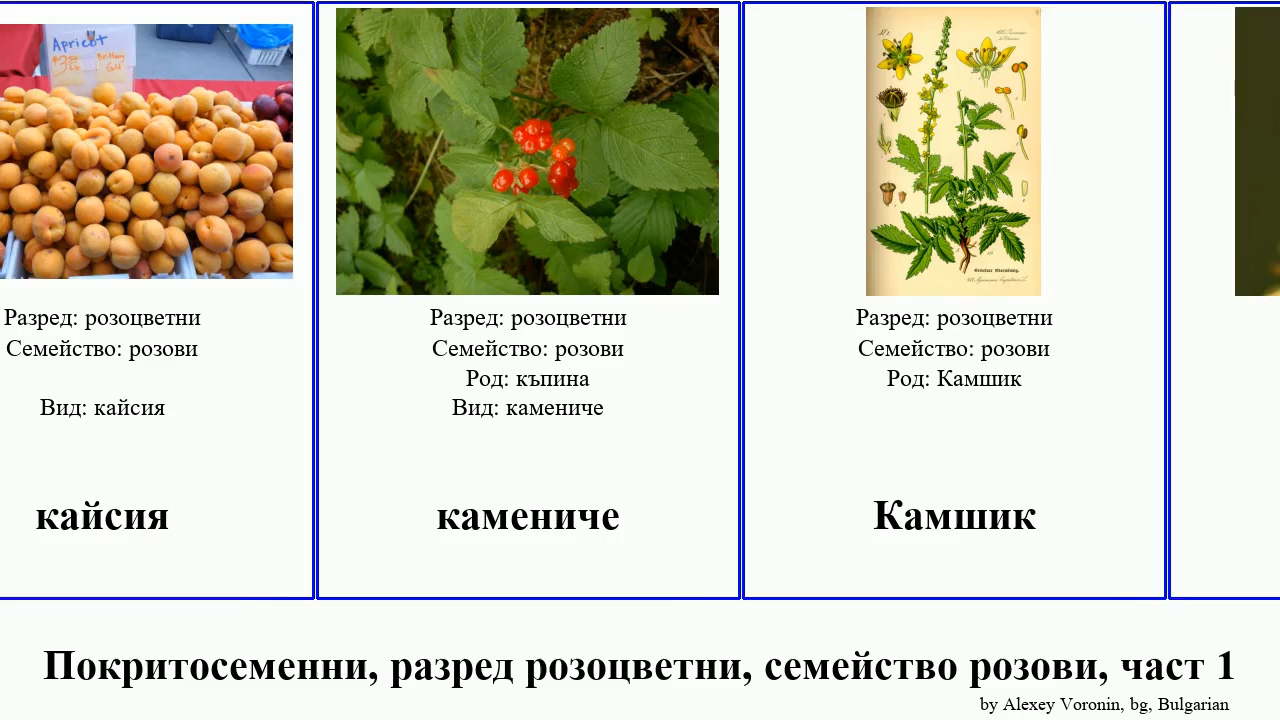 Apricot
Разред: розоцветни
Семейство: розови
Вид: кайсия
кайсия
Разред: розоцветни
Семейство: розови
Род: къпина
Вид: камениче
камениче
Разред: розоцветни
Семейство: розови
Род: Камшик
Камшик
Покритосеменни, разред розоцветни, семейство розови, част 1
by Alexey Voronin, bg, Bulgarian